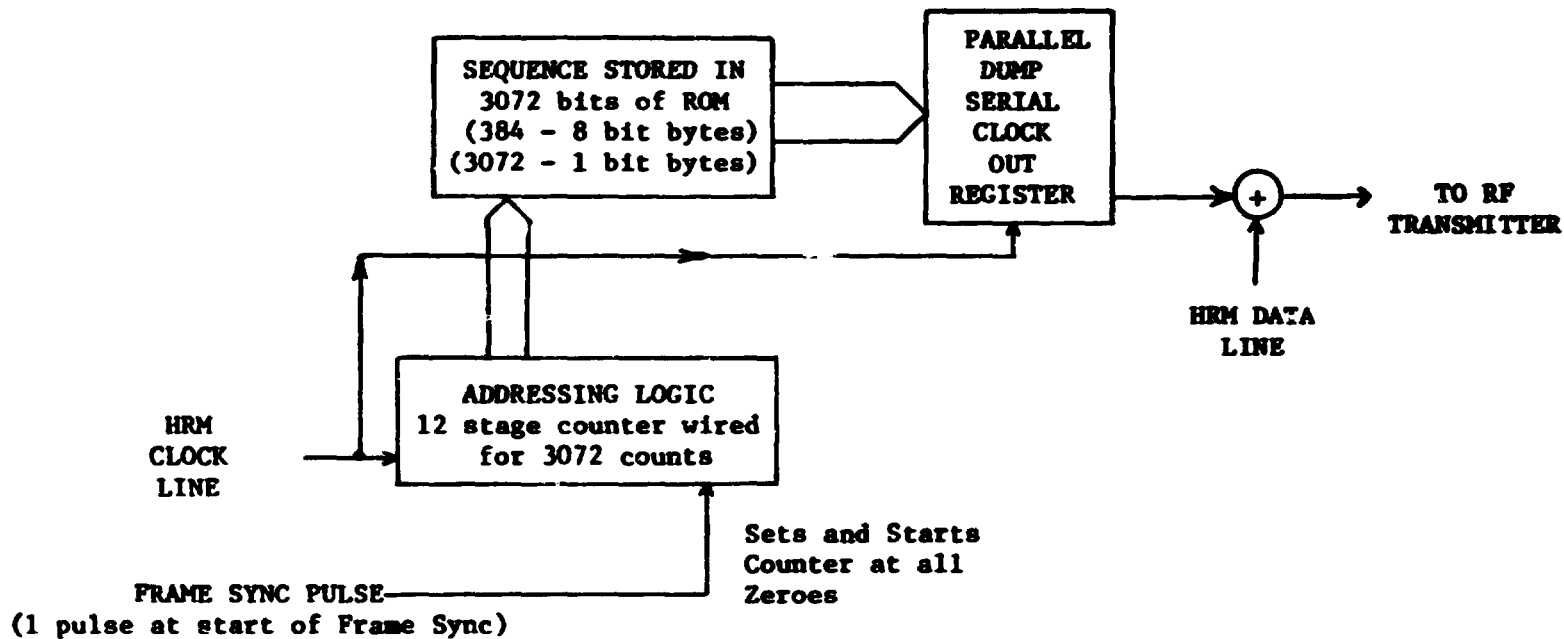 SEQUENCE STORED IN
3072 bits of ROM
(384 - 8 bit bytes)
(3072 - 1 bit bytes)
PARALLEL
DUMP
SERIAL
CLOCK
OUT
REGISTER
+
TO RF
TRANSMITTER
HRM DATA
LINE
ADDRESSING LOGIC
12 stage counter wired
for 3072 counts
HRM
CLOCK
LINE
Sets and Starts
Counter at all
Zeroes
FRAME SYNC PULSE
(1 pulse at start of Frame Sync)